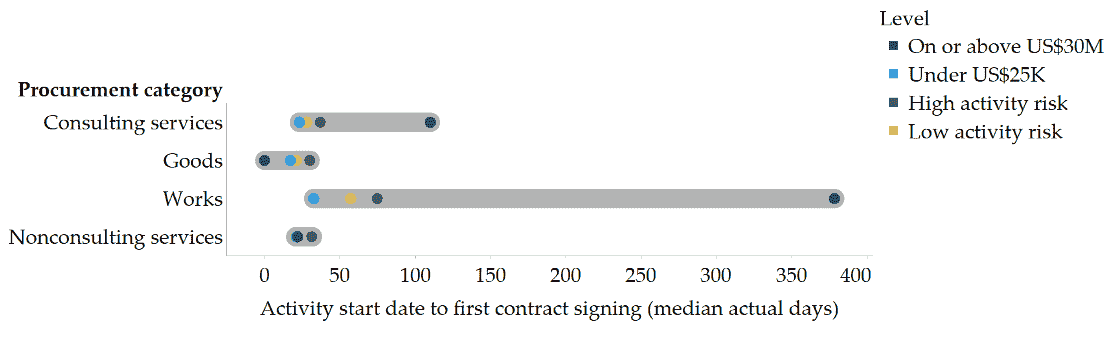 Level
On or above US$30M
Under US$25K
High activity risk
Low activity risk
Procurement category
Consulting services
Goods
Works
Nonconsulting services
0 50 100 150 200 250 300 350 400
Activity start date to first contract signing (median actual days)